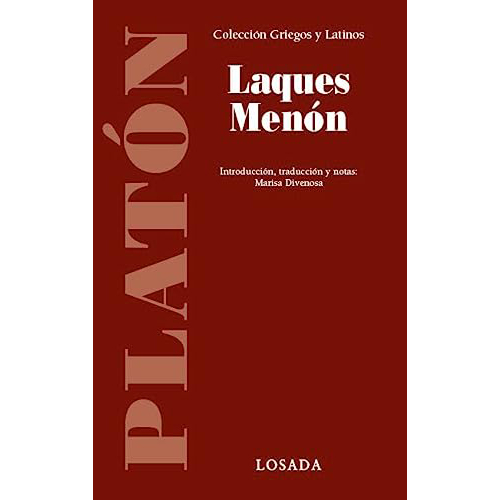 PLATÓN
Colección Griegos y Latinos
Laques
Menón
Introducción, traducción y notas:
Marisa Divenosa
LOSADA